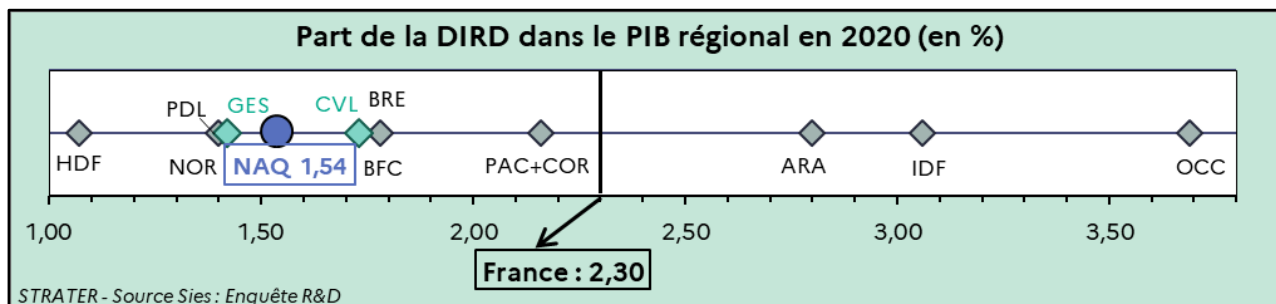 Part de la DIRD dans le PIB régional en 2020 (en %)
PDL GES CVL BRE
HDF NOR NAQ 1,54 BFC PAC+COR ARA IDF OCC
1,00 1,50 2,00 2,50 3,00 3,50
France : 2,30
STRATER - Source Sies : Enquête R&D